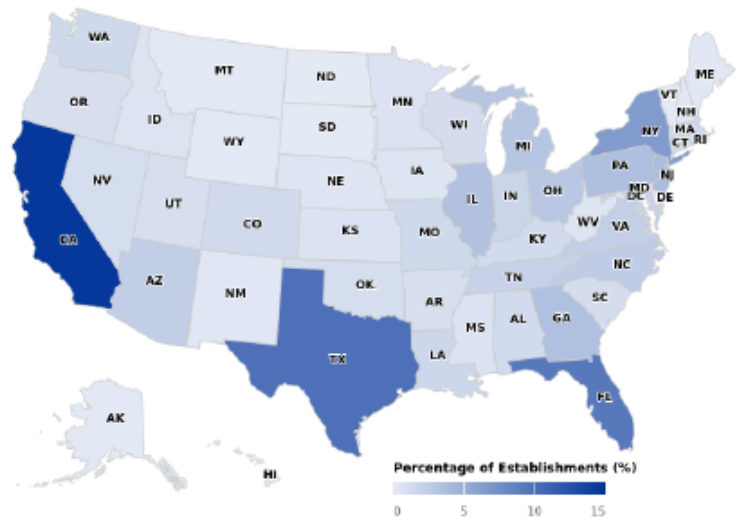 WA
MT
ND
MN
ME
VT
NH
OR
ID
SD
WI
MI
NY
MA
CT
RI
WY
IA
PA
NJ
NE
OH
MD
DC
DE
NV
UT
CO
IL
IN
WV
VA
KS
MO
KY
CA
NC
AZ
NM
OK
TN
AR
SC
MS
AL
GA
TX
LA
FL
AK
HI
Percentage of Establishments (%)
0 5 10 15